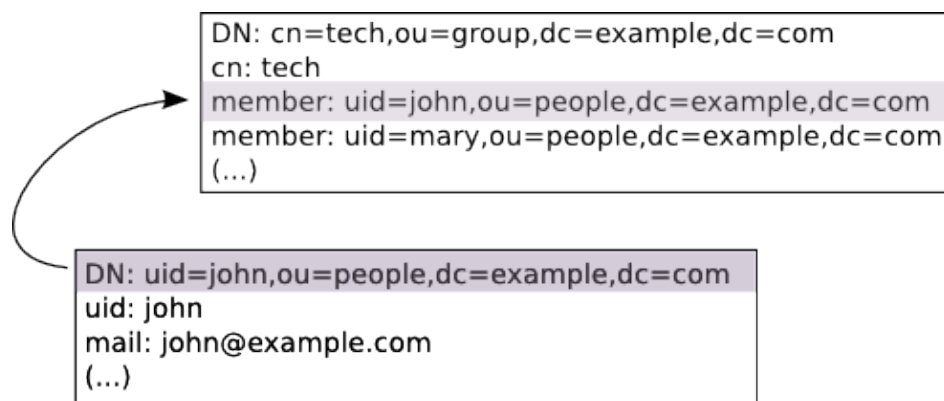 DN: cn=tech,ou=group,dc=example,dc=com
cn: tech
member: uid=john,ou=people,dc=example,dc=com
member: uid=mary,ou=people,dc=example,dc=com
(...)
DN: uid=john,ou=people,dc=example,dc=com
uid: john
mail: john@example.com
(...)